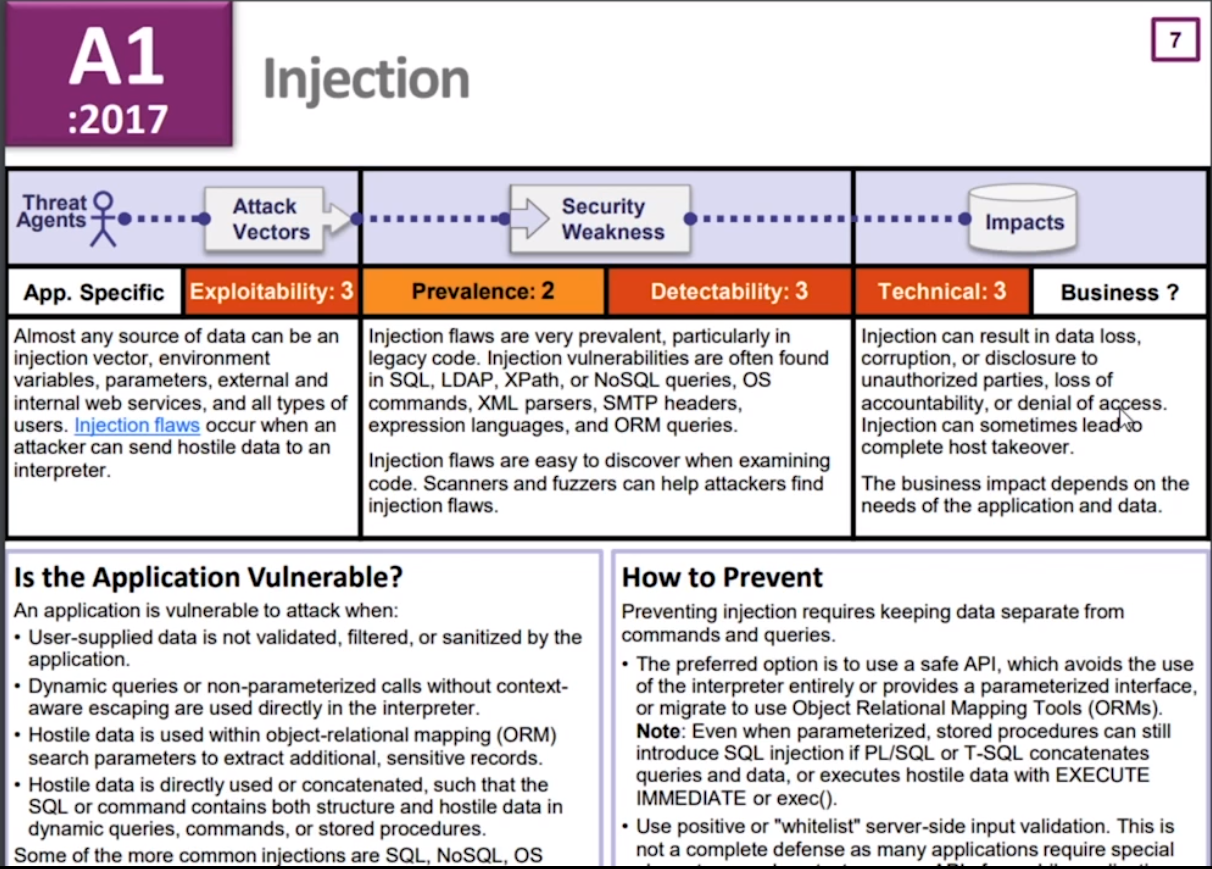 A1
:2017
Injection
7
Threat
Agents
Attack
Vectors
Security
Weakness
Impacts
App. Specific
Exploitability: 3
Prevalence: 2
Detectability: 3
Technical: 3
Business ?
Almost any source of data can be an
injection vector, environment
variables, parameters, external and
internal web services, and all types of
users. Injection flaws occur when an
attacker can send hostile data to an
interpreter.
Injection flaws are very prevalent, particularly in
legacy code. Injection vulnerabilities are often found
in SQL, LDAP, XPath, or NoSQL queries, OS
commands, XML parsers, SMTP headers,
expression languages, and ORM queries.
Injection flaws are easy to discover when examining
code. Scanners and fuzzers can help attackers find
injection flaws.
Injection can result in data loss,
corruption, or disclosure to
unauthorized parties, loss of
accountability, or denial of access.
Injection can sometimes lead to
complete host takeover.
The business impact depends on the
needs of the application and data.
Is the Application Vulnerable?
An application is vulnerable to attack when:
• User-supplied data is not validated, filtered, or sanitized by the
application.
• Dynamic queries or non-parameterized calls without context-
aware escaping are used directly in the interpreter.
• Hostile data is used within object-relational mapping (ORM)
search parameters to extract additional, sensitive records.
• Hostile data is directly used or concatenated, such that the
SQL or command contains both structure and hostile data in
dynamic queries, commands, or stored procedures.
Some of the more common injections are SQL, NoSQL, OS
How to Prevent
Preventing injection requires keeping data separate from
commands and queries.
• The preferred option is to use a safe API, which avoids the use
of the interpreter entirely or provides a parameterized interface,
or migrate to use Object Relational Mapping Tools (ORMs).
Note: Even when parameterized, stored procedures can still
introduce SQL injection if PL/SQL or T-SQL concatenates
queries and data, or executes hostile data with EXECUTE
IMMEDIATE or exec().
• Use positive or "whitelist" server-side input validation. This is
not a complete defense as many applications require special